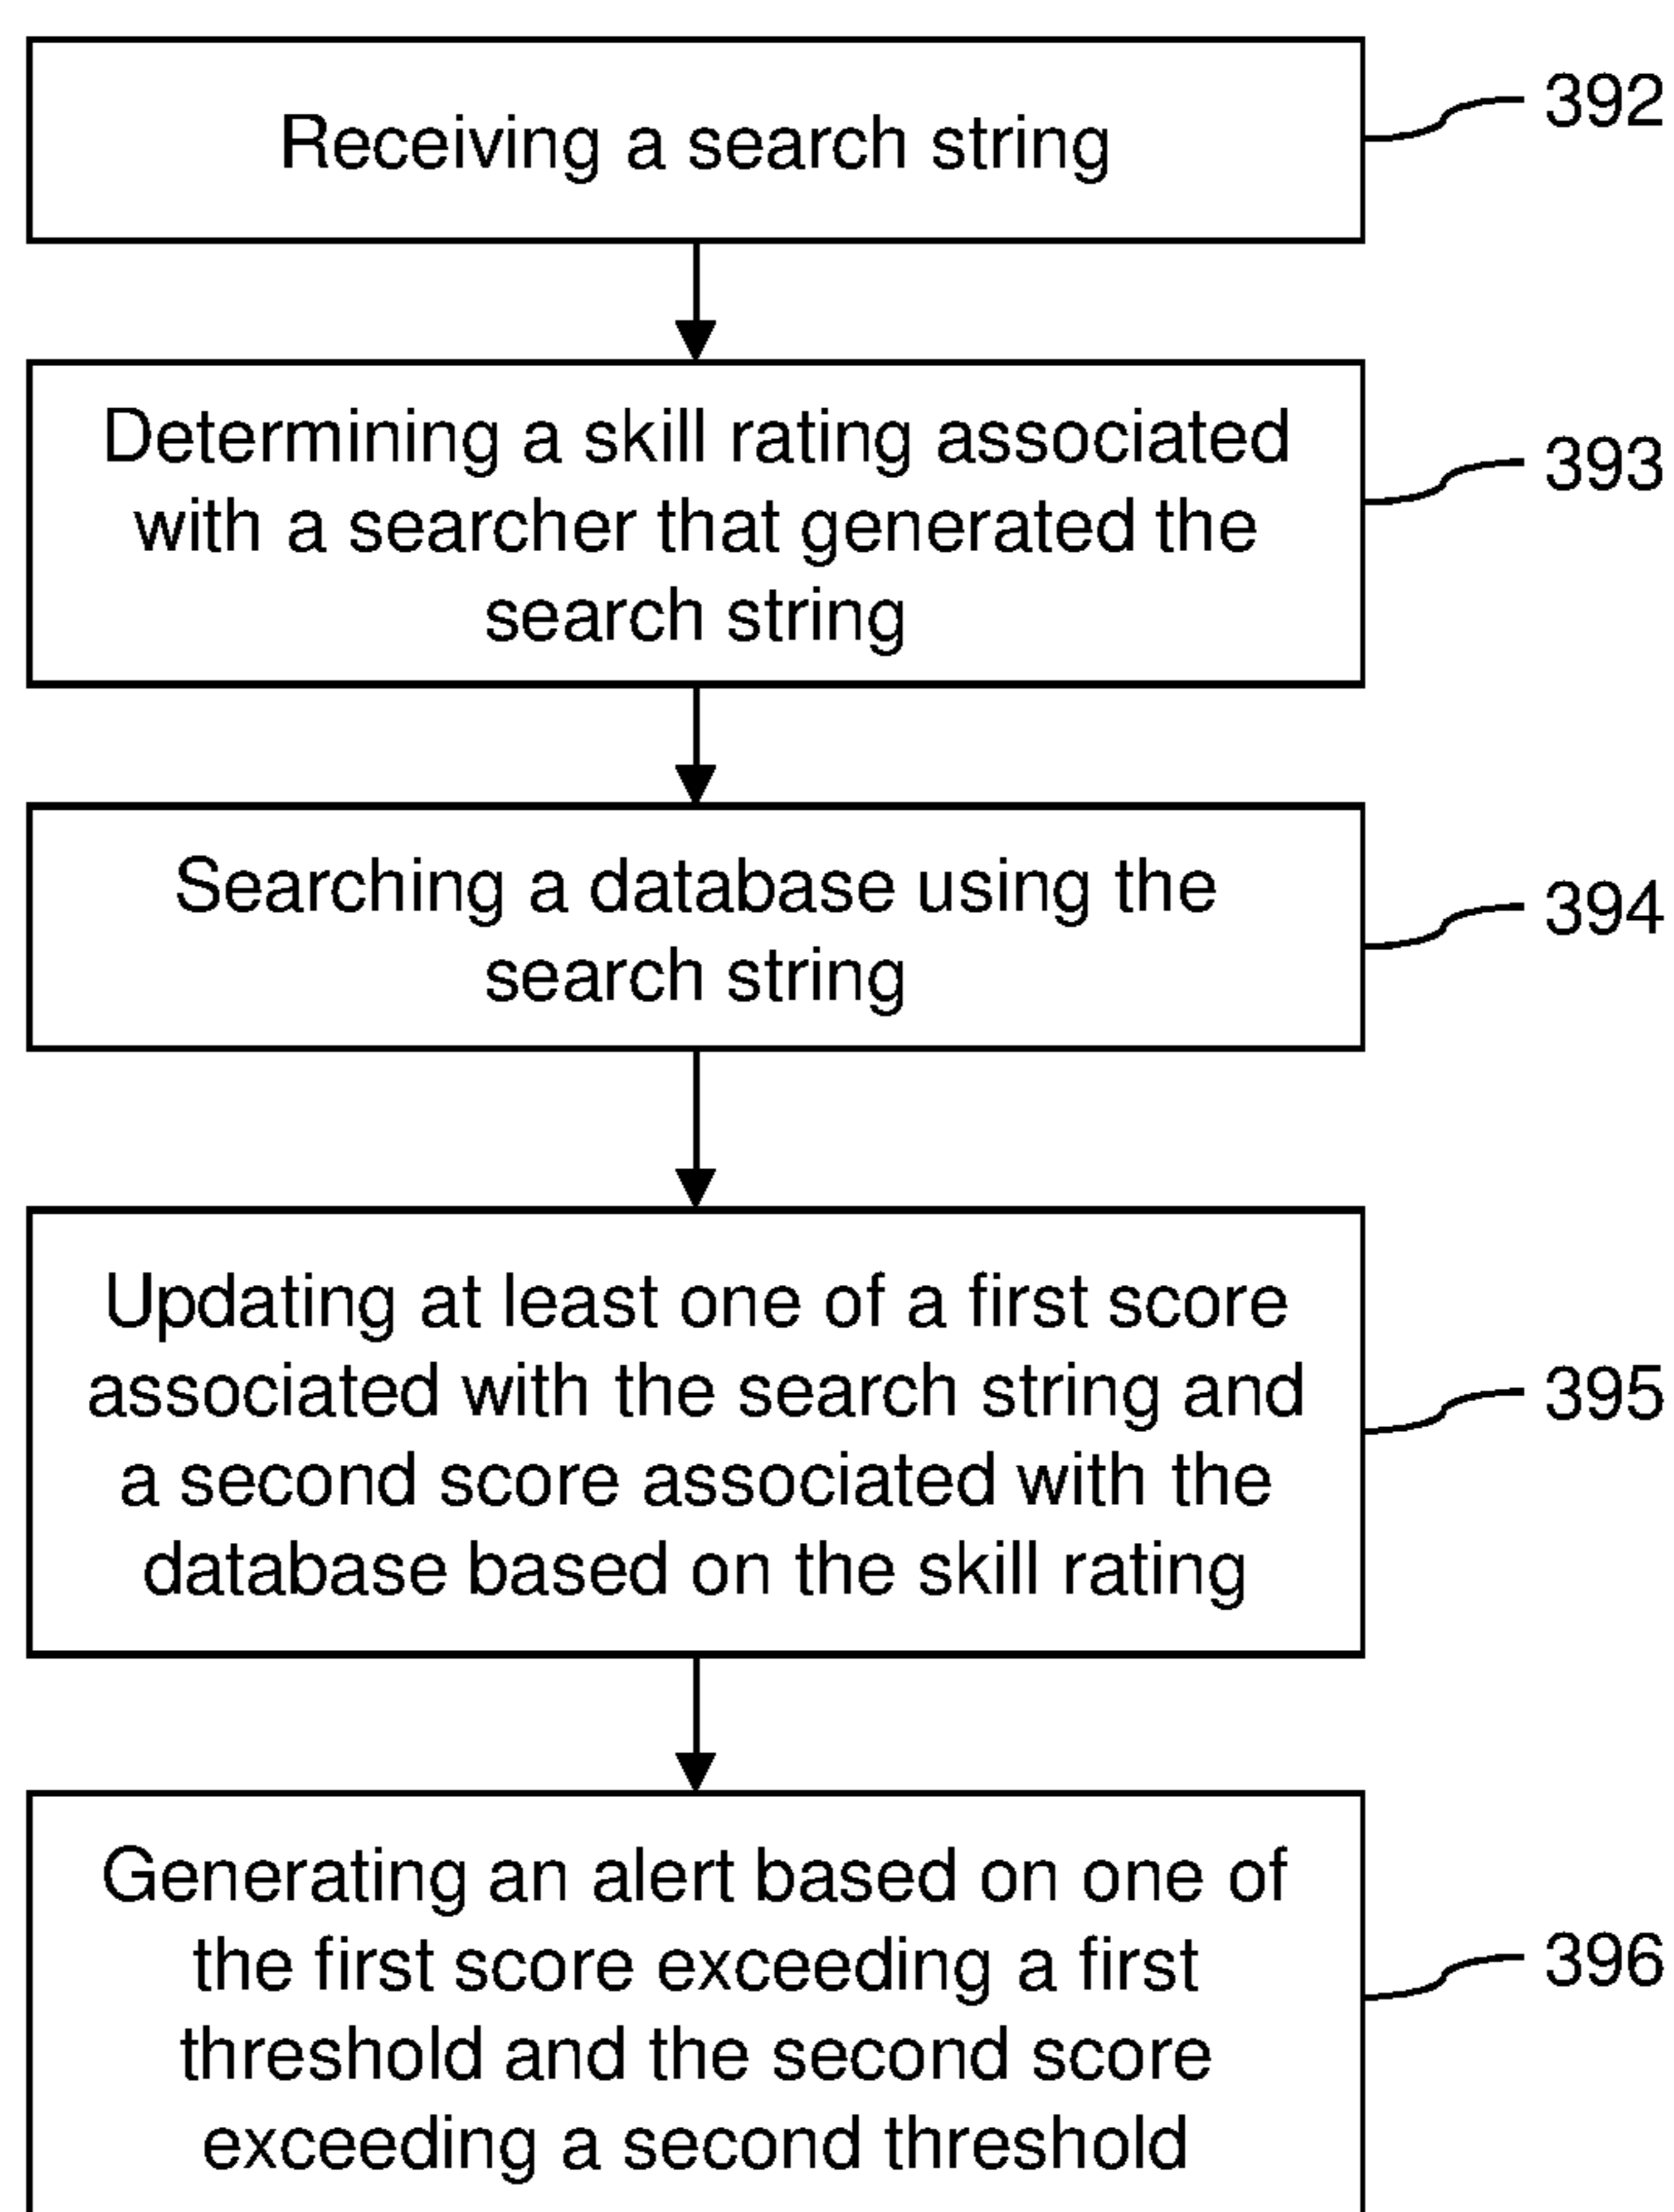 Receiving a search string
392
Determining a skill rating associated
with a searcher that generated the
search string
393
Searching a database using the
search string
394
Updating at least one of a first score
associated with the search string and
a second score associated with the
database based on the skill rating
395
Generating an alert based on one of
the first score exceeding a first
threshold and the second score
exceeding a second threshold
396